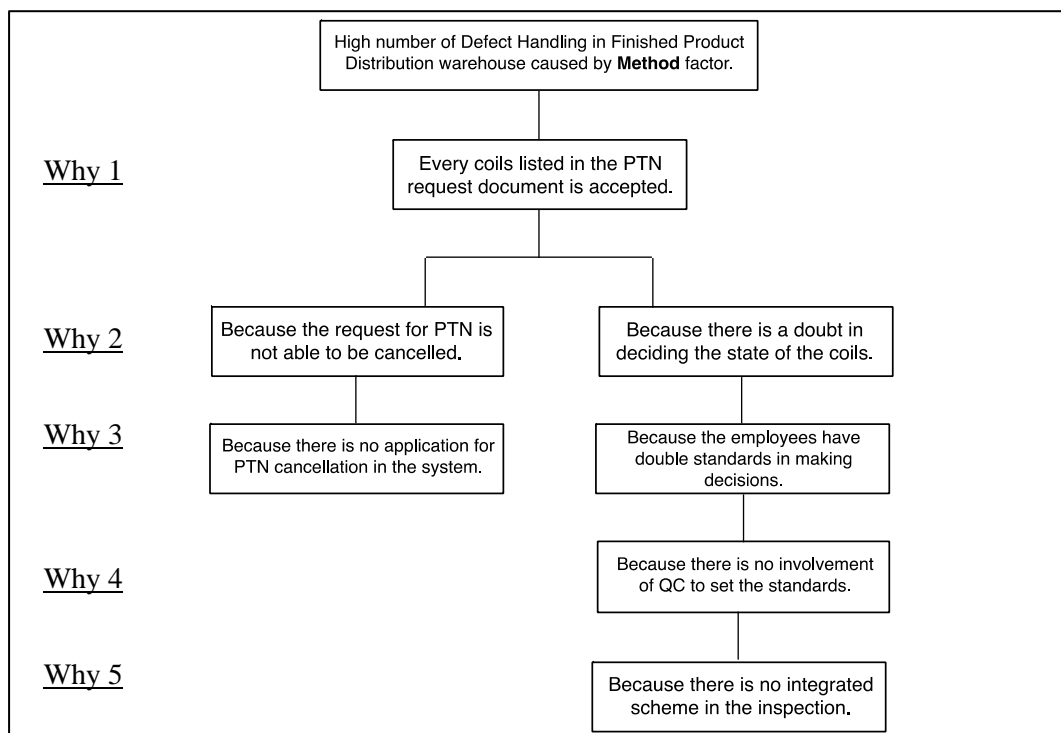 High number of Defect Handling in Finished Product
Distribution warehouse caused by Method factor.
Why 1
Every coils listed in the PTN
request document is accepted.
Why 2
Because the request for PTN is
not able to be cancelled.
Because there is a doubt in
deciding the state of the coils.
Why 3
Because there is no application for
PTN cancellation in the system.
Because the employees have
double standards in making
decisions.
Why 4
Because there is no involvement
of QC to set the standards.
Why 5
Because there is no integrated
scheme in the inspection.